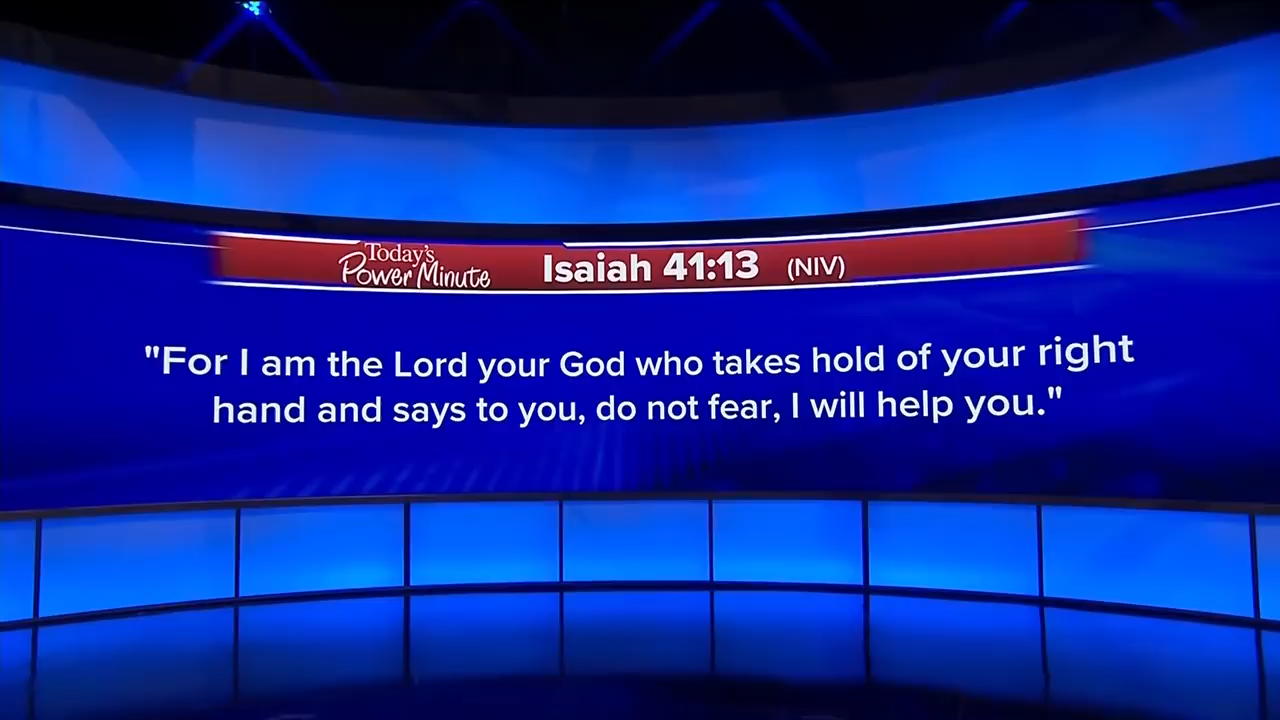 Today's
Power Minute
Isaiah 41:13 (NIV)
"For I am the Lord your God who takes hold of your right
hand and says to you, do not fear, I will help you."